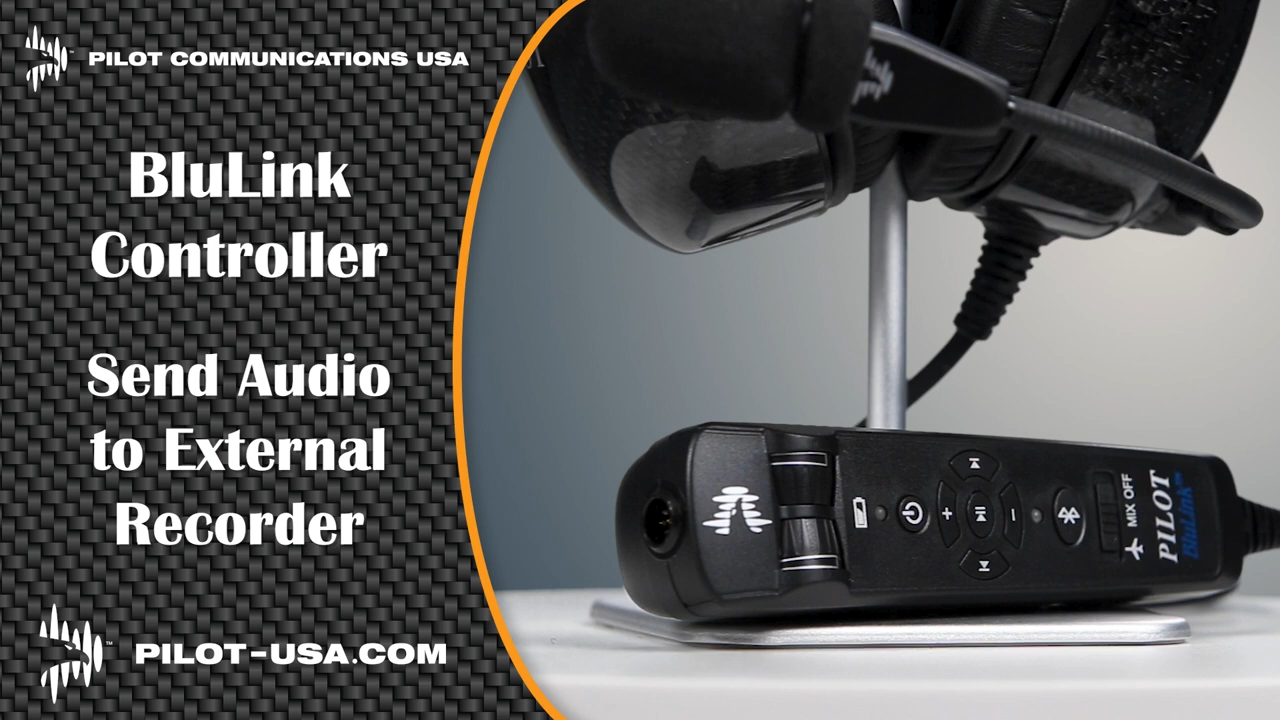 PILOT COMMUNICATIONS USA
BluLink
Controller
Send Audio
to External
Recorder
PILOT-USA.COM
MIX OFF
PILOT
BluLink